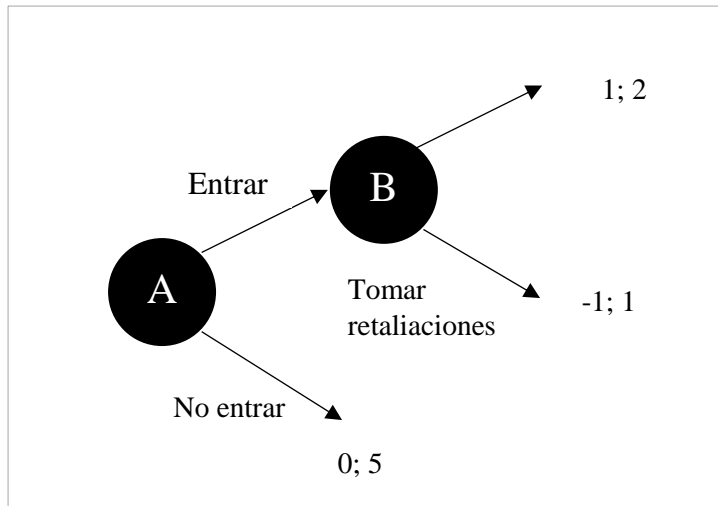 1; 2
Entrar
B
A
Tomar
retaliaciones
-1; 1
No entrar
0; 5